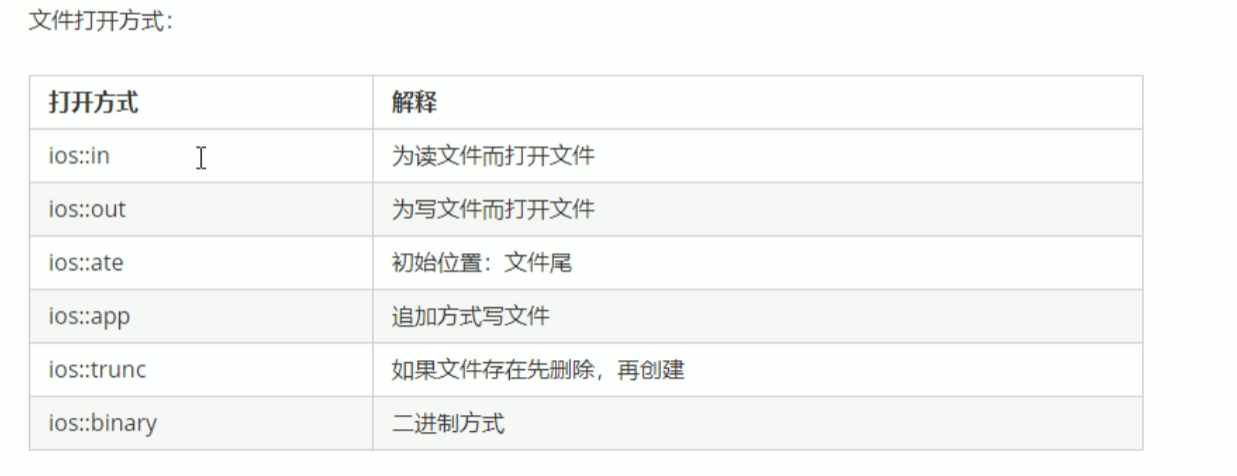 文件打开方式：
打开方式 解释
ios::in 为读文件而打开文件
ios::out 为写文件而打开文件
ios::ate 初始位置：文件尾
ios::app 追加方式写文件
ios::trunc 如果文件存在先删除，再创建
ios::binary 二进制方式